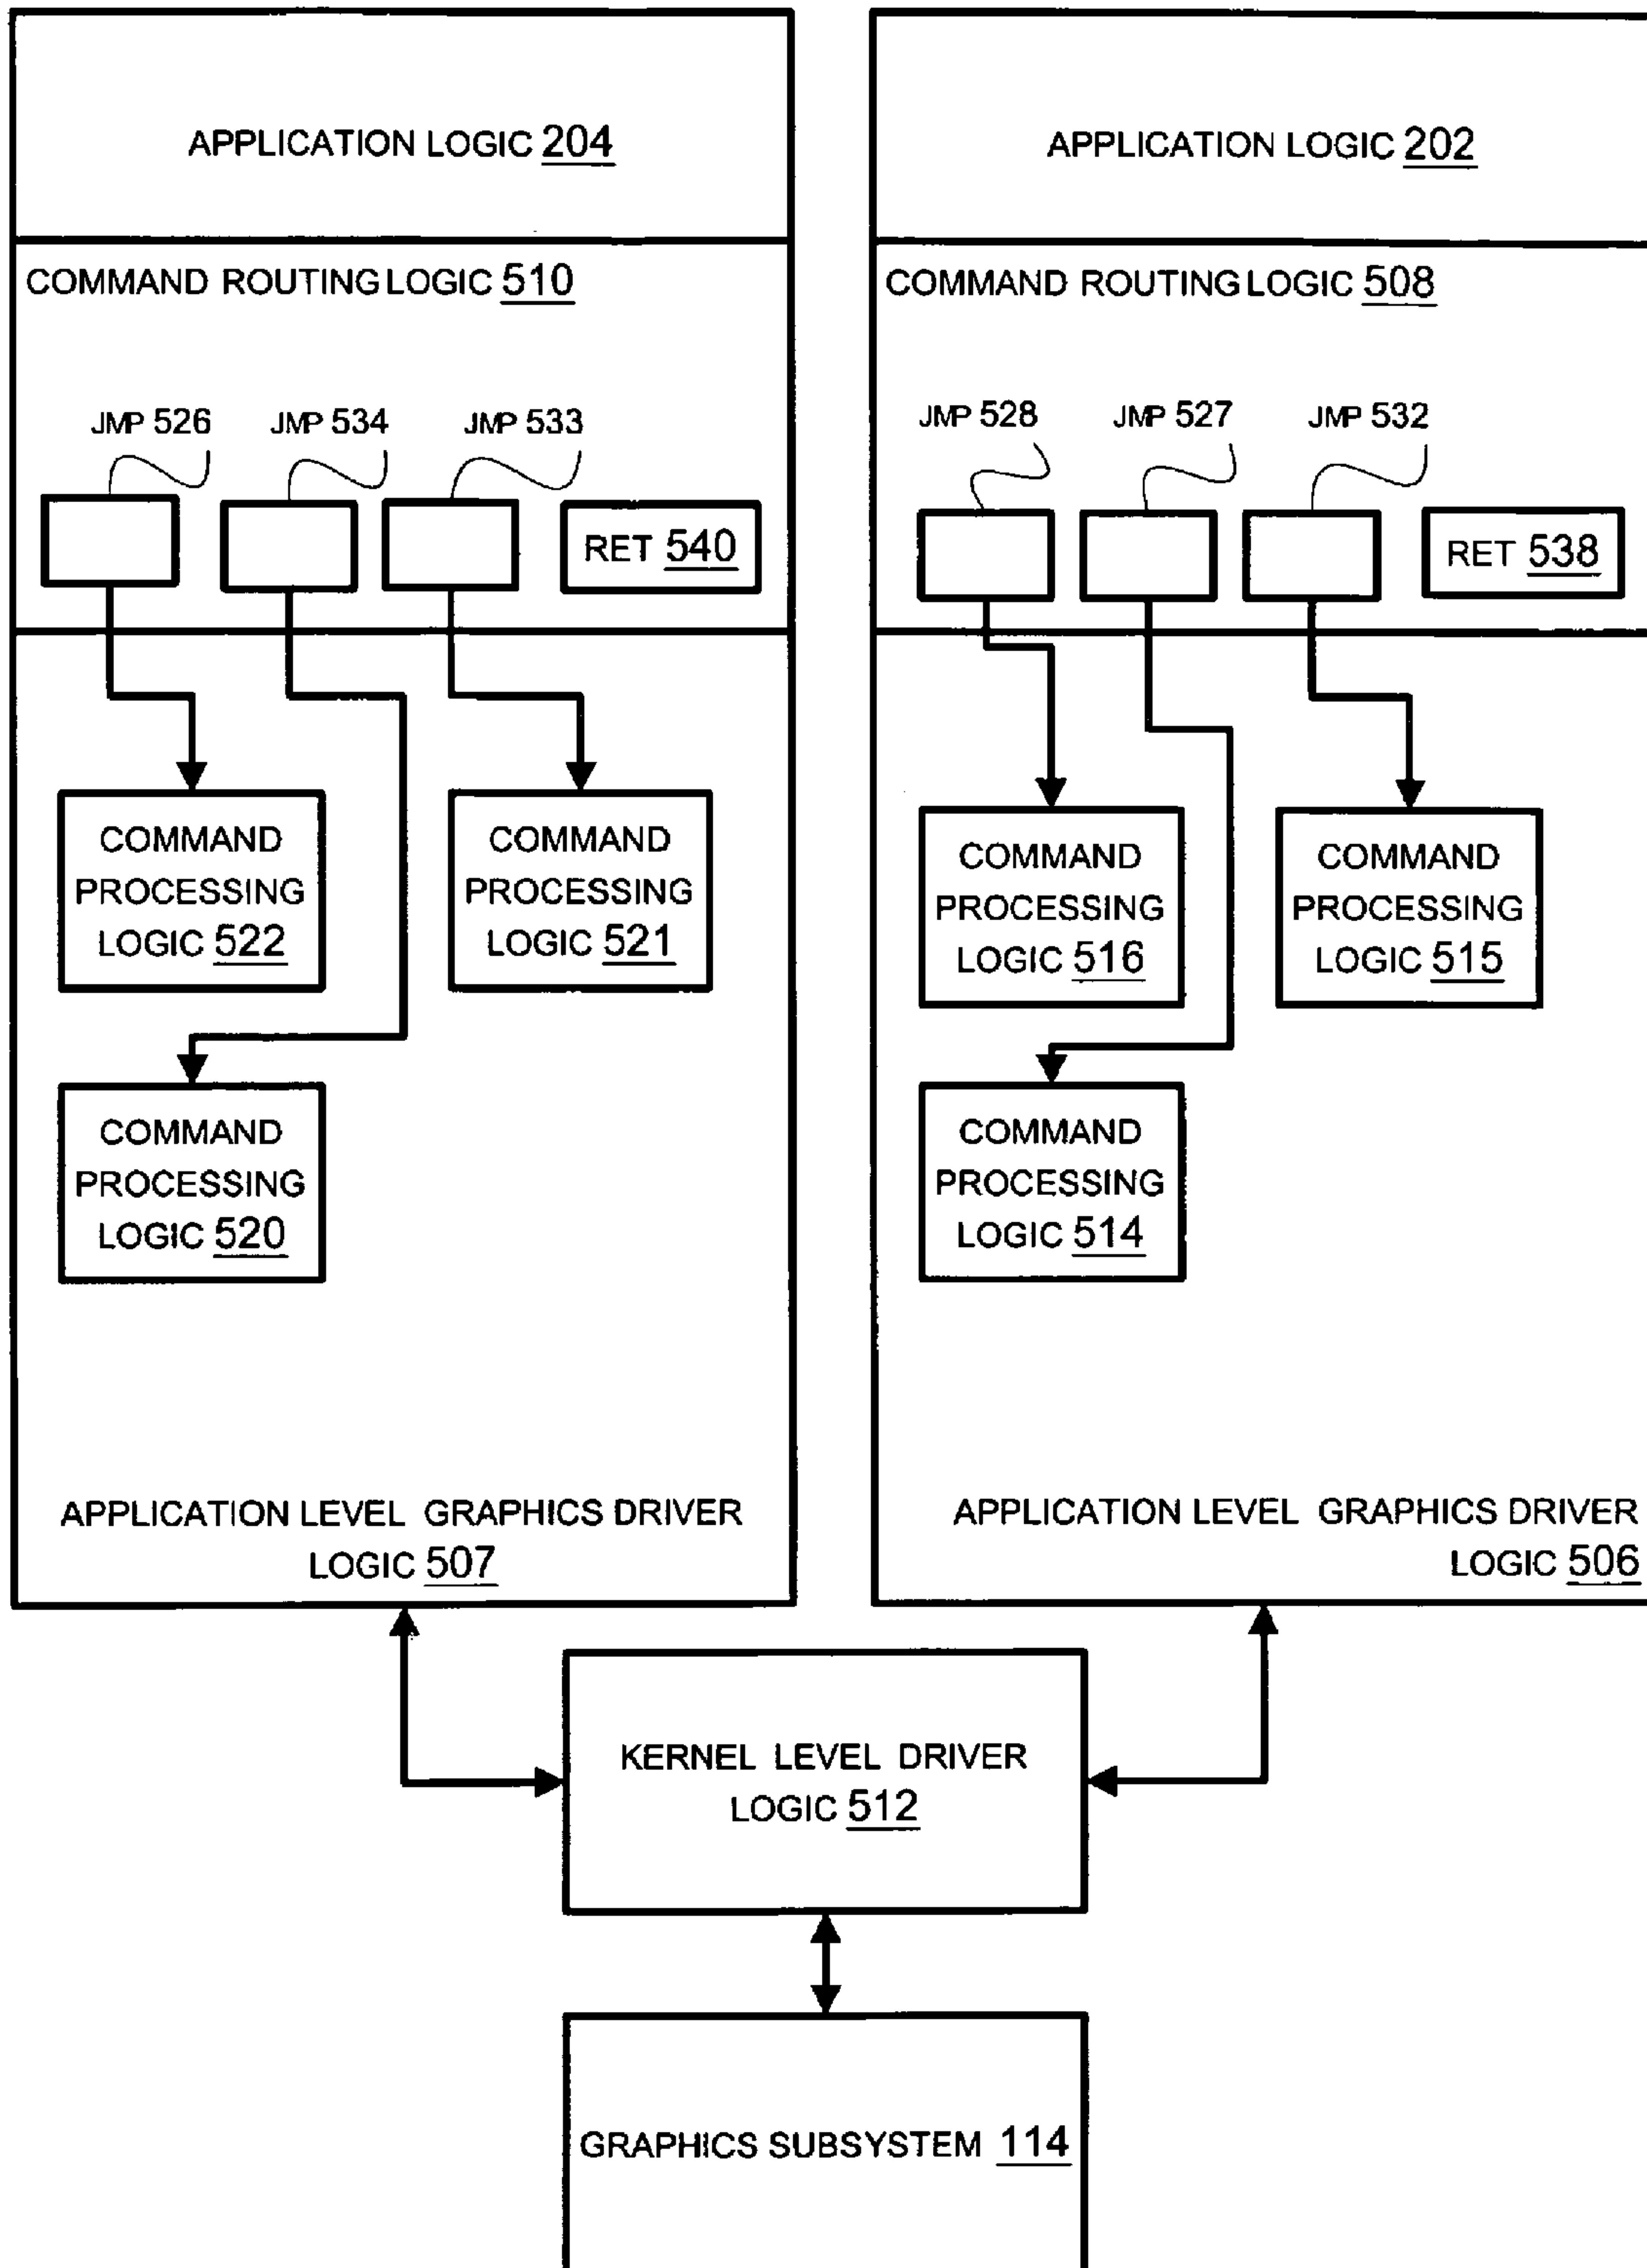 APPLICATION LOGIC 204
COMMAND ROUTING LOGIC 510
JMP 526
JMP 534
JMP 533
RET 540
COMMAND
PROCESSING
LOGIC 522
COMMAND
PROCESSING
LOGIC 521
COMMAND
PROCESSING
LOGIC 520
APPLICATION LEVEL GRAPHICS DRIVER
LOGIC 507
APPLICATION LOGIC 202
COMMAND ROUTING LOGIC 508
JMP 528
JMP 527
JMP 532
RET 538
COMMAND
PROCESSING
LOGIC 516
COMMAND
PROCESSING
LOGIC 515
COMMAND
PROCESSING
LOGIC 514
APPLICATION LEVEL GRAPHICS DRIVER
LOGIC 506
KERNEL LEVEL DRIVER
LOGIC 512
GRAPHICS SUBSYSTEM 114